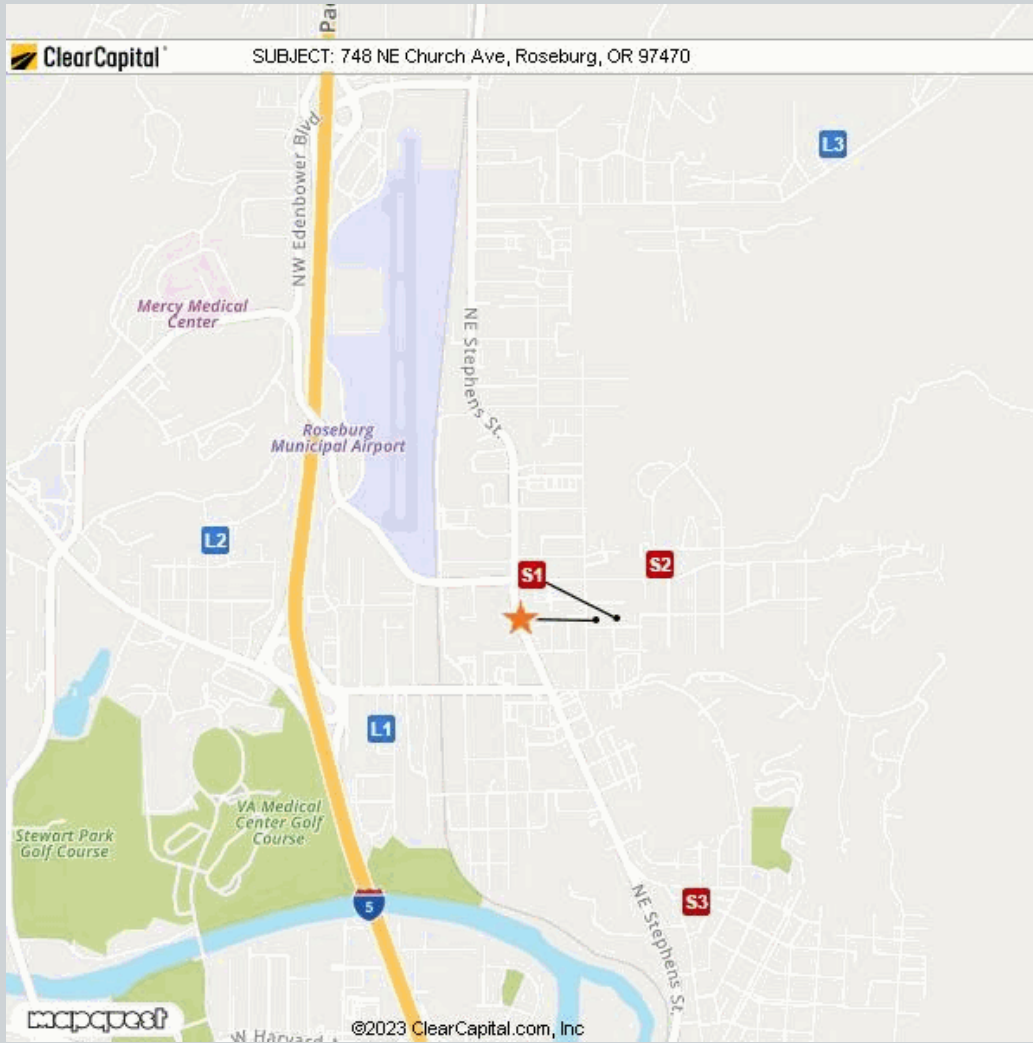 Pac
ClearCapital
SUBJECT: 748 NE Church Ave, Roseburg, OR 97470
L3
NW Edenbower Blvd.
Mercy Medical
Center
NE Stephens St.
Roseburg
Municipal Airport
L2
S1
S2
L1
VA Medical
Center Golf
Course
Stewart Park
Golf Course
5
S3
NE Stephens St.
mapquest
©2023 ClearCapital.com, Inc
W Harvard